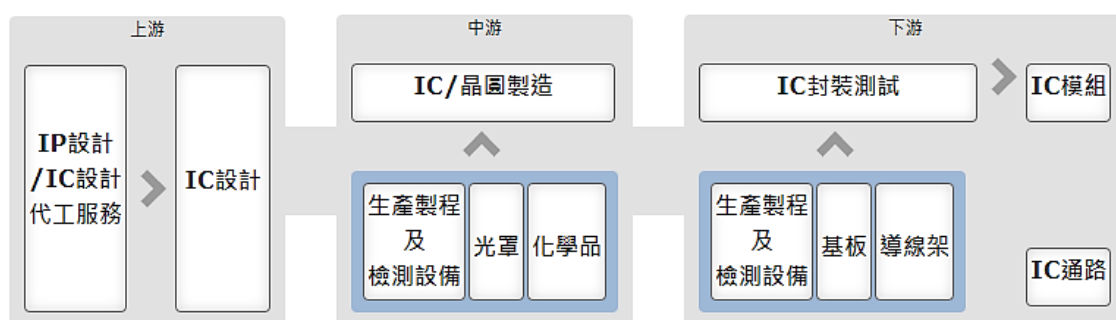 上游
IP設計
/IC設計
代工服務
IC設計
中游
IC/晶圓製造
生產製程
及
檢測設備
光罩
化學品
下游
IC封裝測試
IC模組
生產製程
及
檢測設備
基板
導線架
IC通路